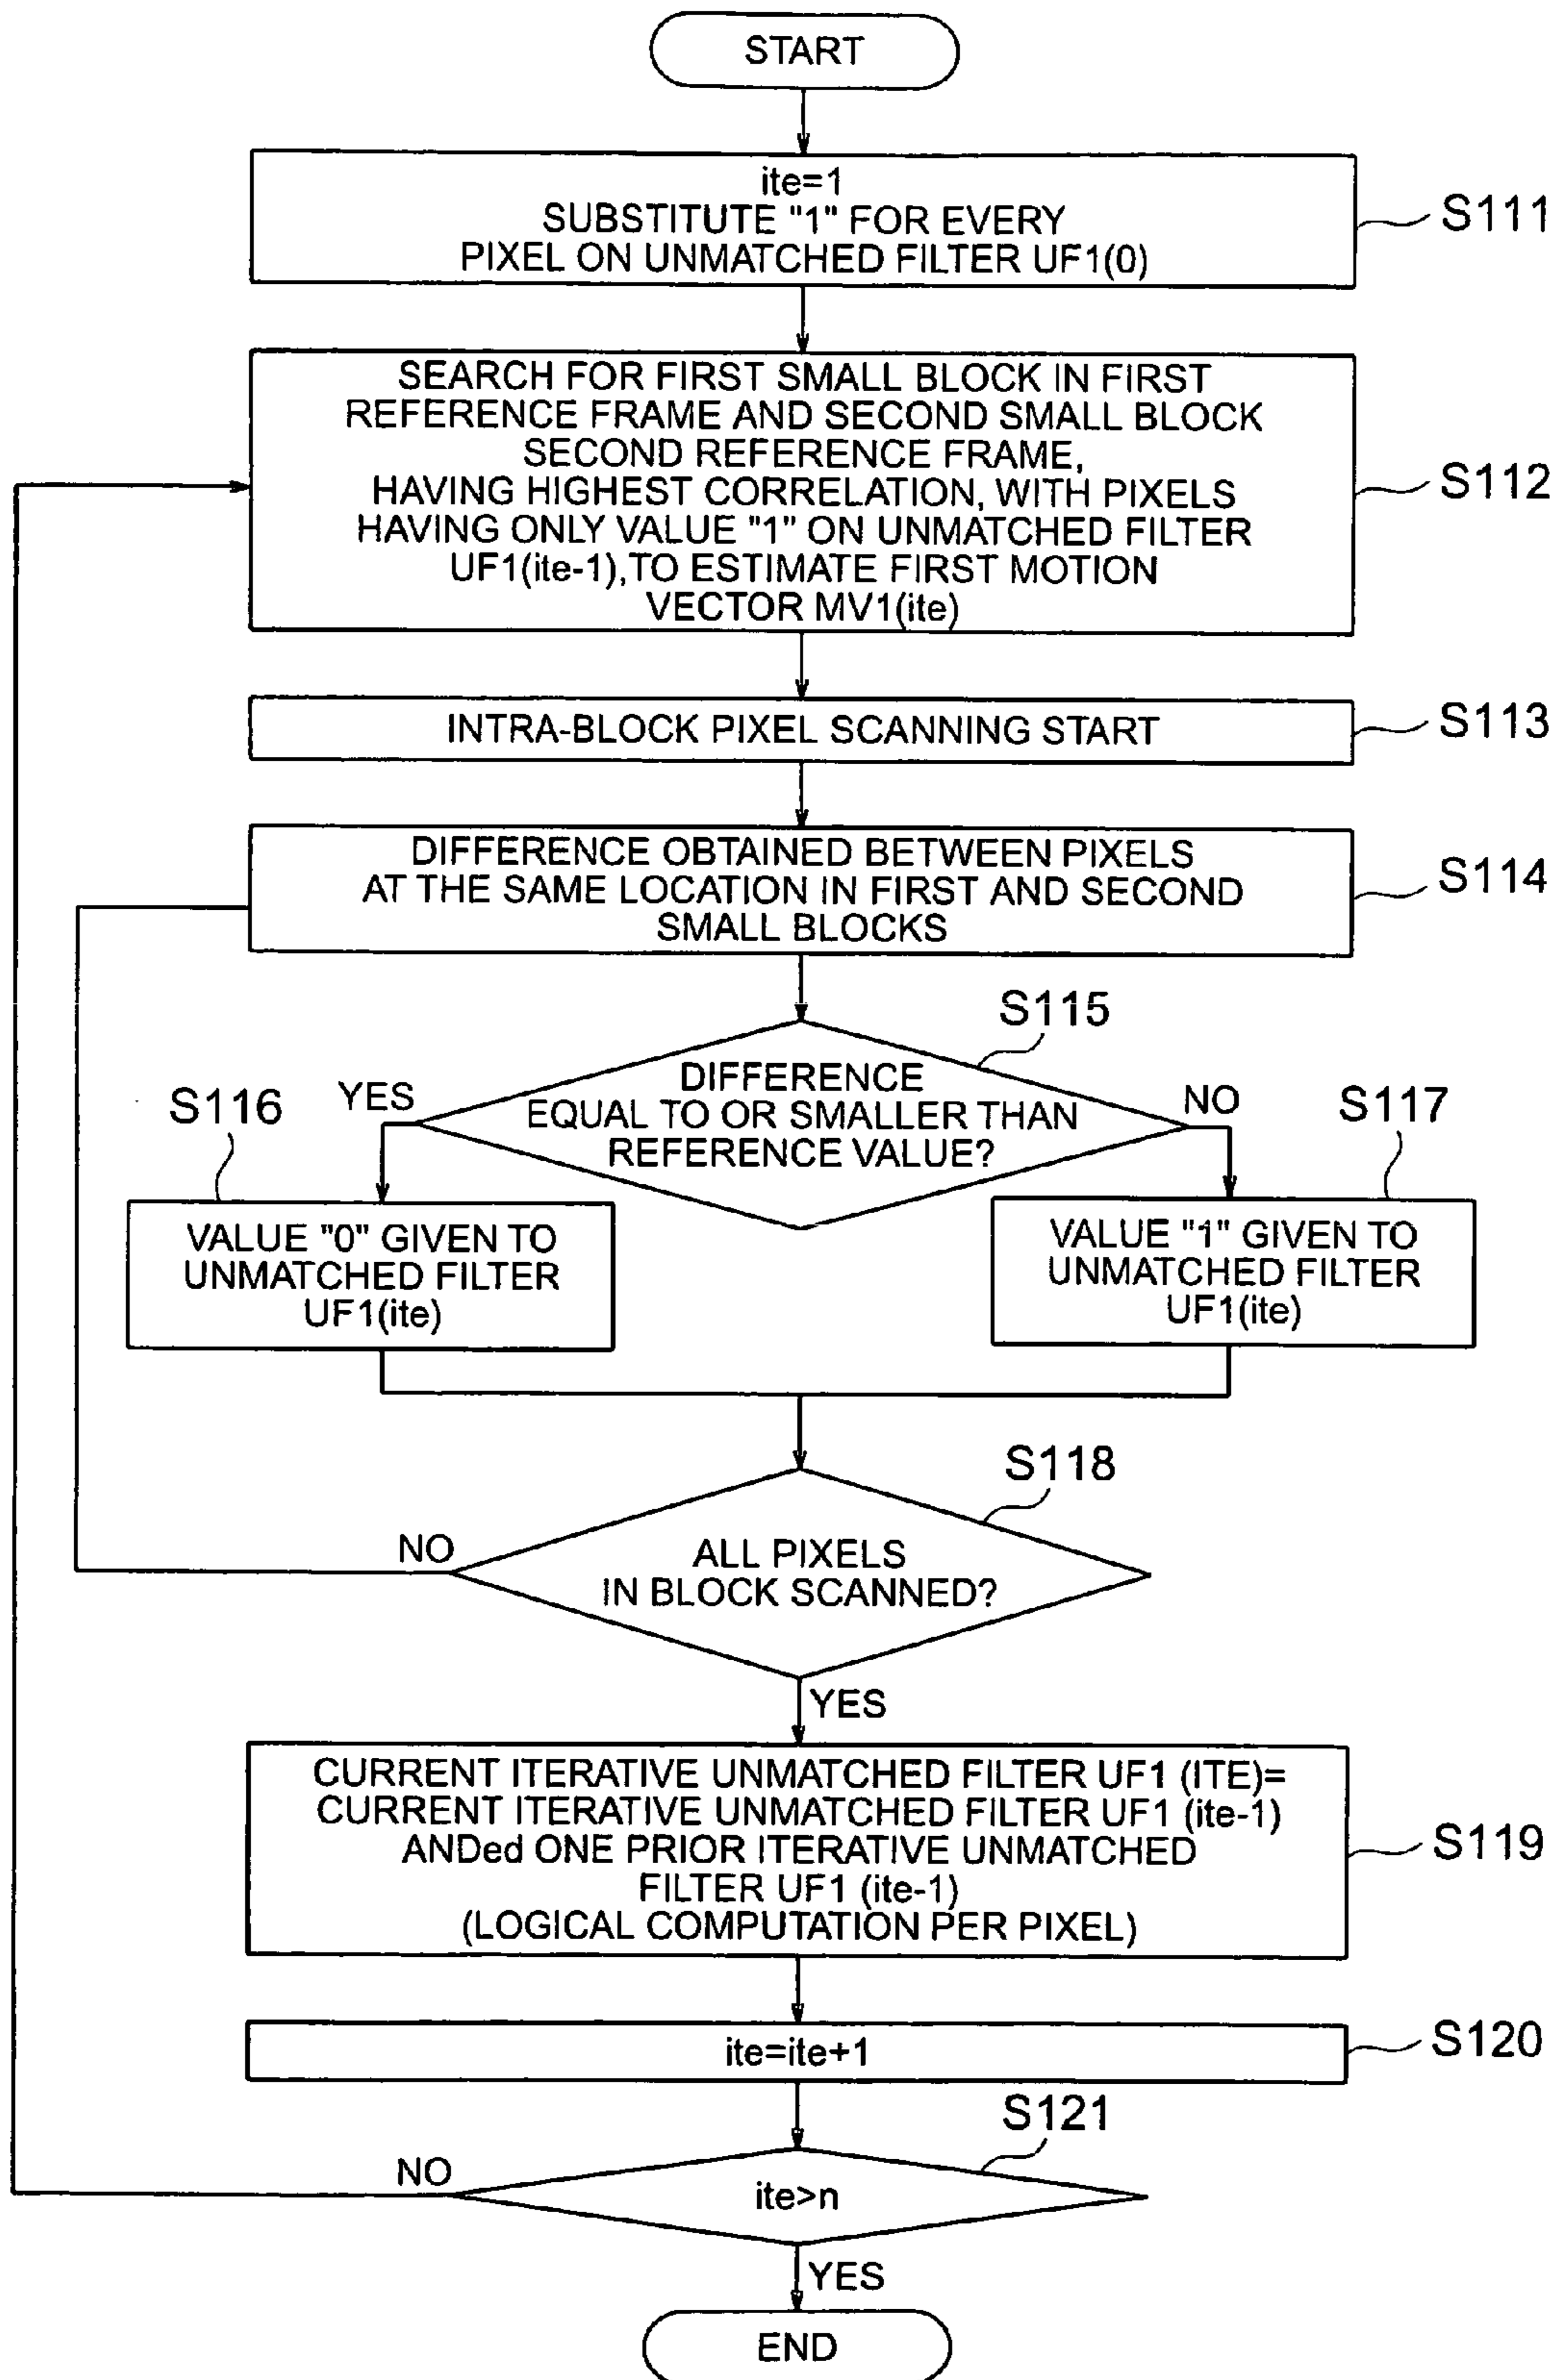 START
ite=1
SUBSTITUTE "1" FOR EVERY
PIXEL ON UNMATCHED FILTER UF1(0)
S111
SEARCH FOR FIRST SMALL BLOCK IN FIRST
REFERENCE FRAME AND SECOND SMALL BLOCK
SECOND REFERENCE FRAME,
HAVING HIGHEST CORRELATION, WITH PIXELS
HAVING ONLY VALUE "1" ON UNMATCHED FILTER
UF1(ite-1),TO ESTIMATE FIRST MOTION
VECTOR MV1(ite)
S112
INTRA-BLOCK PIXEL SCANNING START
S113
DIFFERENCE OBTAINED BETWEEN PIXELS
AT THE SAME LOCATION IN FIRST AND SECOND
SMALL BLOCKS
S114
S115
DIFFERENCE
EQUAL TO OR SMALLER THAN
REFERENCE VALUE?
YES
NO
S116
VALUE "0" GIVEN TO
UNMATCHED FILTER
UF1(ite)
S117
VALUE "1" GIVEN TO
UNMATCHED FILTER
UF1(ite)
S118
ALL PIXELS
IN BLOCK SCANNED?
NO
YES
CURRENT ITERATIVE UNMATCHED FILTER UF1 (ITE)=
CURRENT ITERATIVE UNMATCHED FILTER UF1 (ite-1)
ANDed ONE PRIOR ITERATIVE UNMATCHED
FILTER UF1 (ite-1)
(LOGICAL COMPUTATION PER PIXEL)
S119
ite=ite+1
S120
S121
ite>n
NO
YES
END